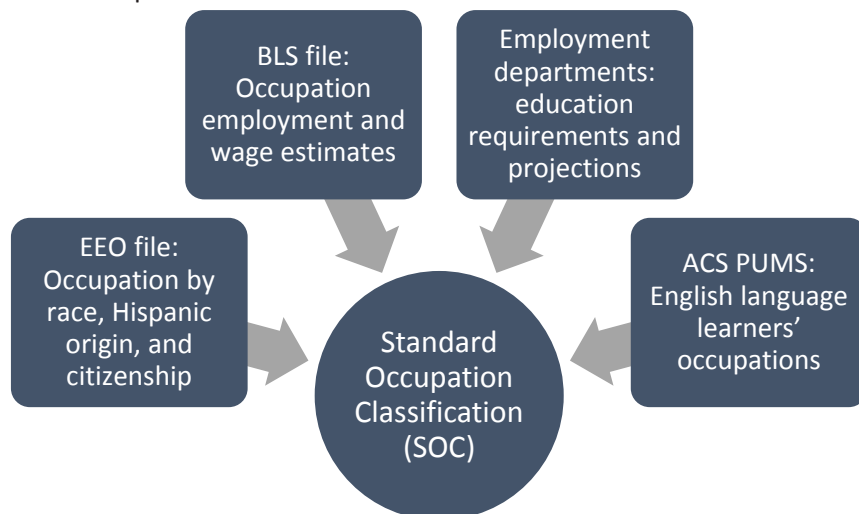 BLS file:
Occupation
employment and
wage estimates
Employment
departments:
education
requirements and
projections
EEO file:
Occupation by
race, Hispanic
origin, and
citizenship
ACS PUMS:
English language
learners’
occupations
Standard
Occupation
Classification
(SOC)